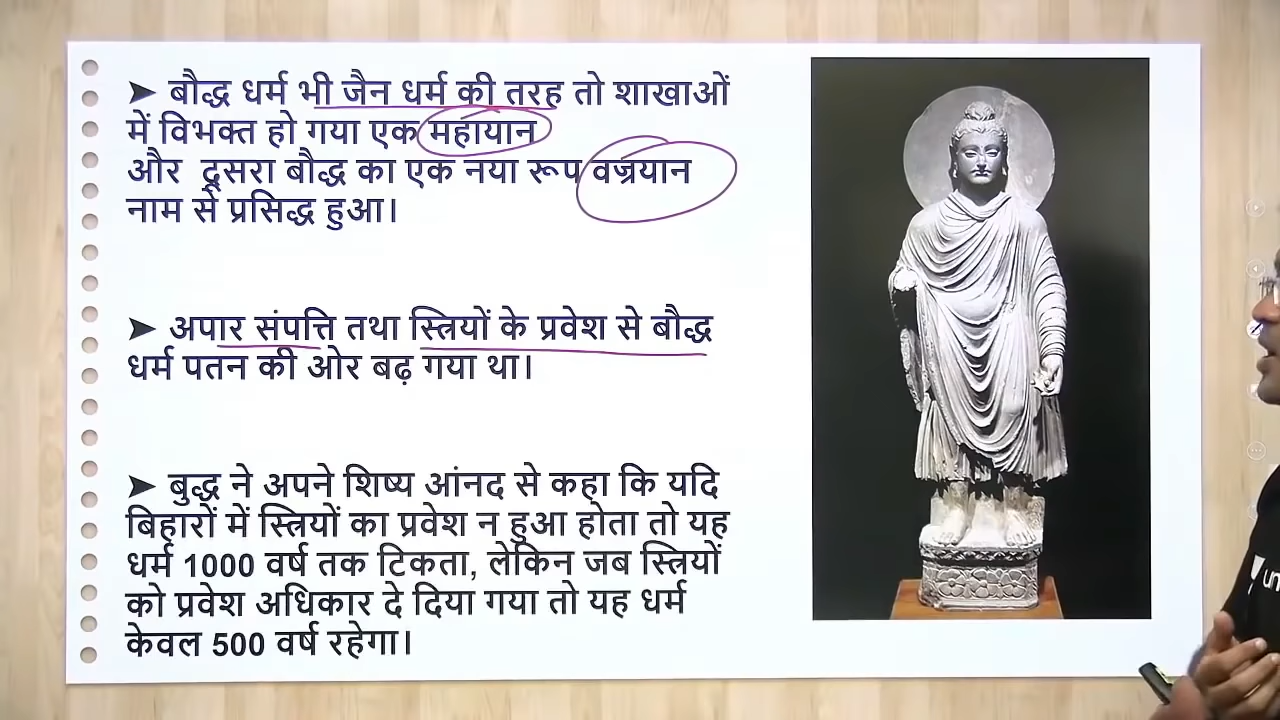 ➤ बौद्ध धर्म भी जैन धर्म की तरह तो शाखाओं
में विभक्त हो गया एक महायान
और दूसरा बौद्ध का एक नया रूप वज्रयान
नाम से प्रसिद्ध हुआ।
➤ अपार संपत्ति तथा स्त्रियों के प्रवेश से बौद्ध
धर्म पतन की ओर बढ़ गया था।
➤ बुद्ध ने अपने शिष्य आंनद से कहा कि यदि
बिहारों में स्त्रियों का प्रवेश न हुआ होता तो यह
धर्म 1000 वर्ष तक टिकता, लेकिन जब स्त्रियों
को प्रवेश अधिकार दे दिया गया तो यह धर्म
केवल 500 वर्ष रहेगा।
un